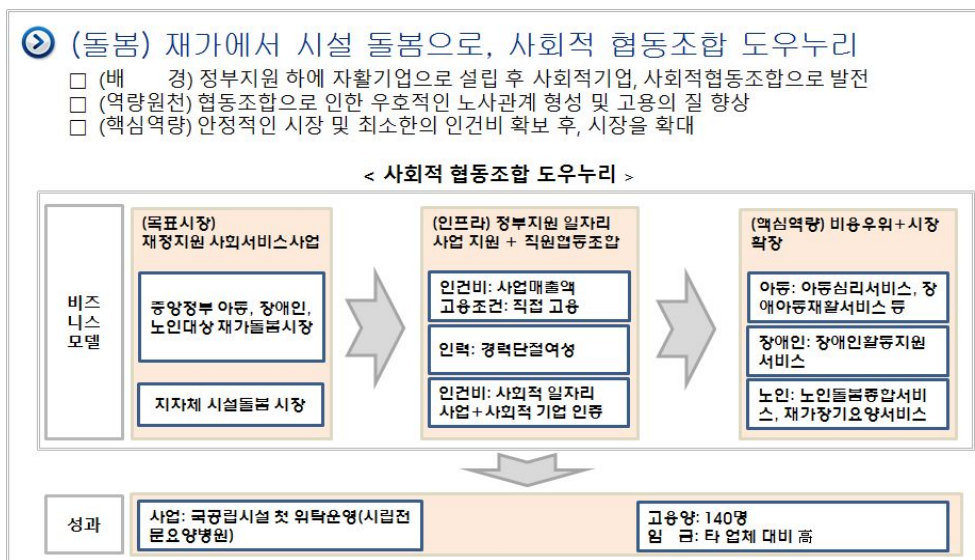 (돌봄) 재가에서 시설 돌봄으로, 사회적 협동조합 도우누리
□ (배 경) 정부지원 하에 자활기업으로 설립 후 사회적기업, 사회적협동조합으로 발전
□ (역량원천) 협동조합으로 인한 우호적인 노사관계 형성 및 고용의 질 향상
□ (핵심역량) 안정적인 시장 및 최소한의 인건비 확보 후, 시장을 확대
< 사회적 협동조합 도우누리 >
비즈
니스
모델
(목표시장)
재정지원 사회서비스사업
중앙정부 아동, 장애인,
노인대상 재가돌봄시장
지자체 시설돌봄 시장
(인프라) 정부지원 일자리
사업 지원 + 직원협동조합
인건비: 사업매출액
고용조건: 직접 고용
인력: 경력단절여성
인건비: 사회적 일자리
사업+사회적 기업 인증
(핵심역량) 비용우위+시장
확장
아동: 아동심리서비스, 장
애아동재활서비스 등
장애인: 장애인활동지원
서비스
노인: 노인돌봄종합서비
스, 재가장기요양서비스
성과
사업: 국공립시설 첫 위탁운영(시립전
문요양병원)
고용양: 140명
임 금: 타 업체 대비 高